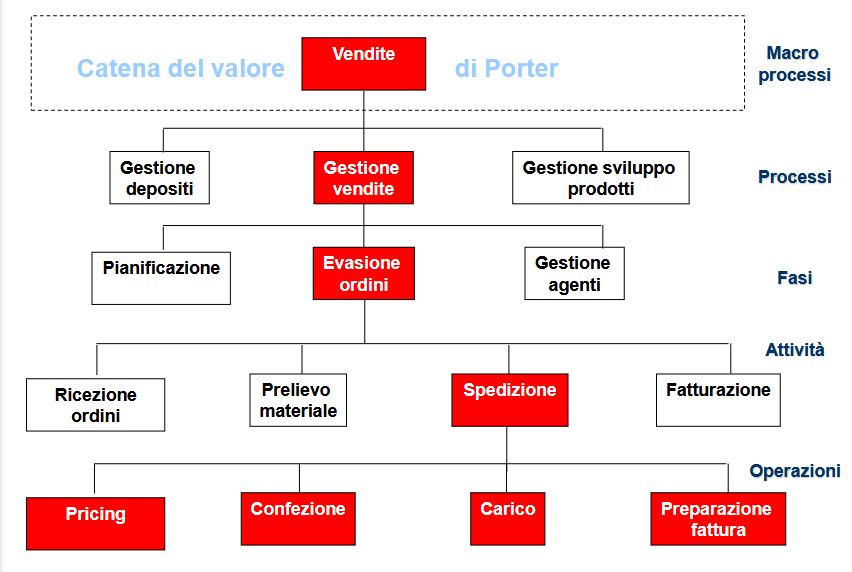 Catena del valore
Vendite
di Porter
Macro
processi
Gestione
depositi
Gestione
vendite
Gestione sviluppo
prodotti
Processi
Pianificazione
Evasione
ordini
Gestione
agenti
Fasi
Attività
Ricezione
ordini
Prelievo
materiale
Spedizione
Fatturazione
Operazioni
Pricing
Confezione
Carico
Preparazione
fattura